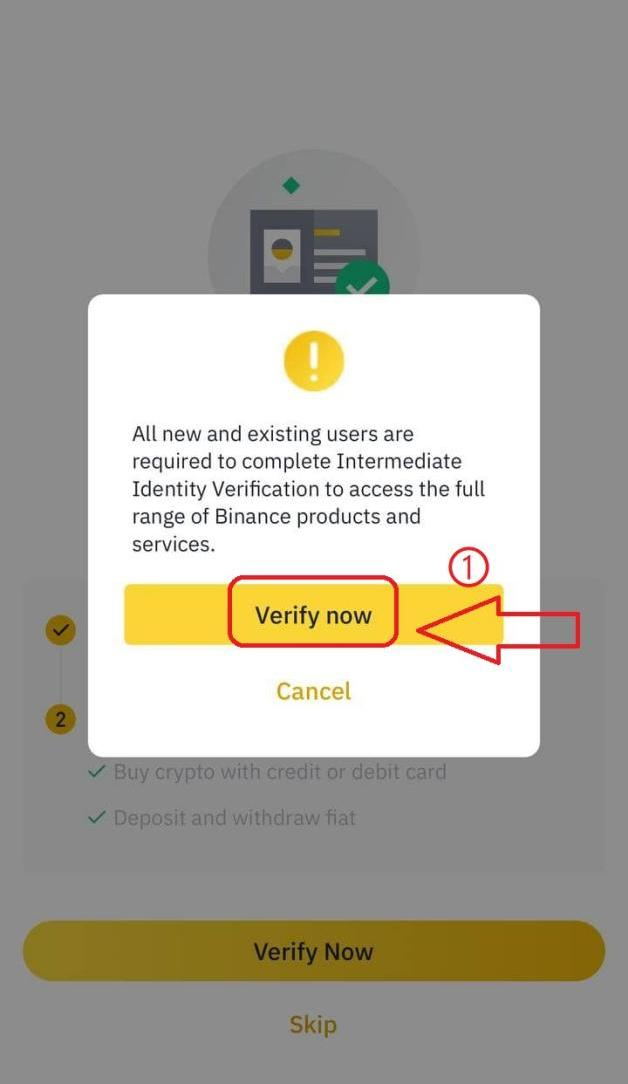 All new and existing users are
required to complete Intermediate
Identity Verification to access the full
range of Binance products and
services.
①
Verify now
Cancel
2
Buy crypto with credit or debit card
Deposit and withdraw fiat
Verify Now
Skip